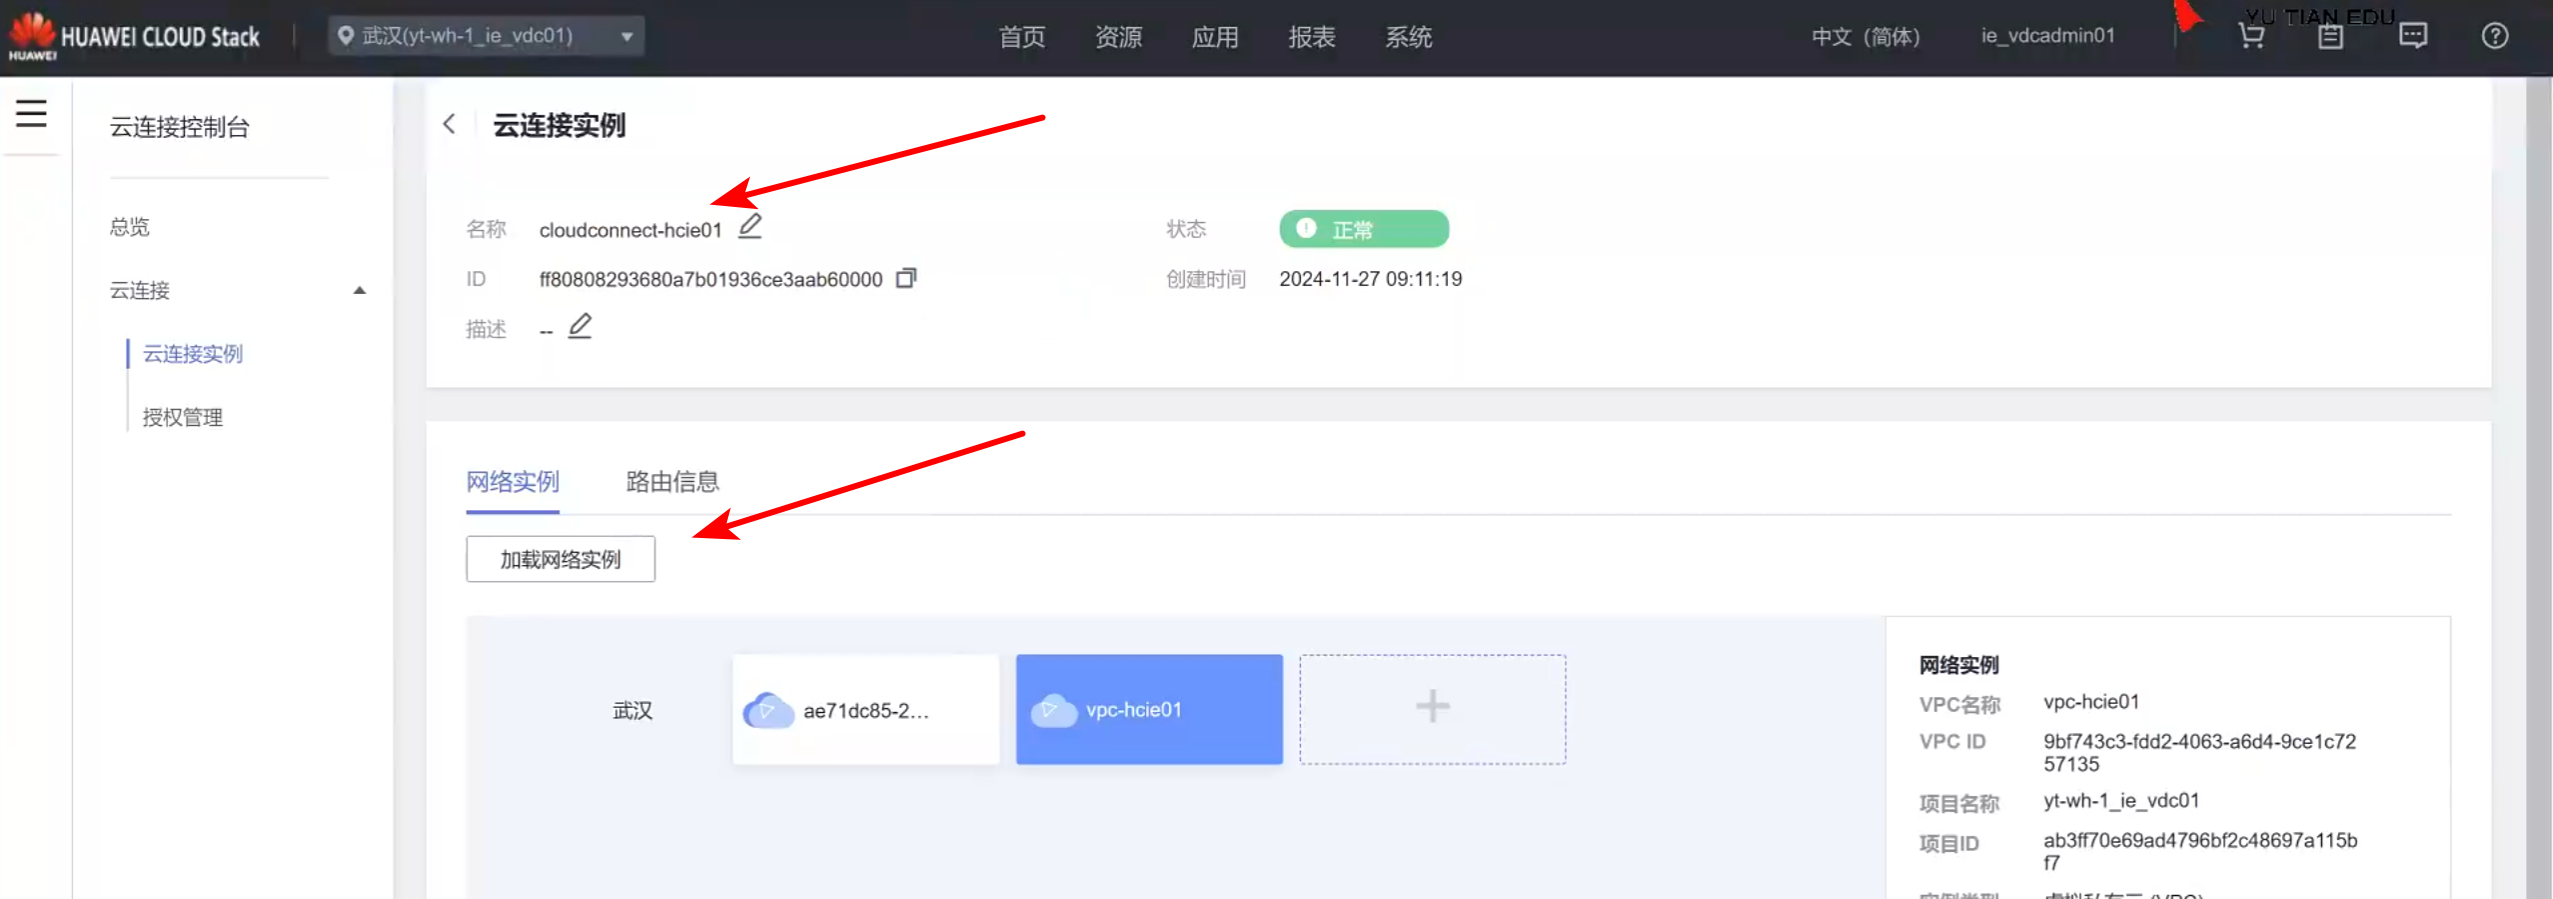 HUAWEI
HUAWEI CLOUD Stack
武汉(yt-wh-1_ie_vdc01)
首页
资源
应用
报表
系统
中文（简体）
ie_vdcadmin01
YU TIAN EDU
云连接控制台
总览
云连接
云连接实例
授权管理
云连接实例
名称 cloudconnect-hcie01
状态 正常
ID ff80808293680a7b01936ce3aab60000
创建时间 2024-11-27 09:11:19
描述 --
网络实例
路由信息
加载网络实例
武汉
ae71dc85-2...
vpc-hcie01
网络实例
VPC名称 vpc-hcie01
VPC ID 9bf743c3-fdd2-4063-a6d4-9ce1c72
57135
项目名称 yt-wh-1_ie_vdc01
项目ID ab3ff70e69ad4796bf2c48697a115b
f7